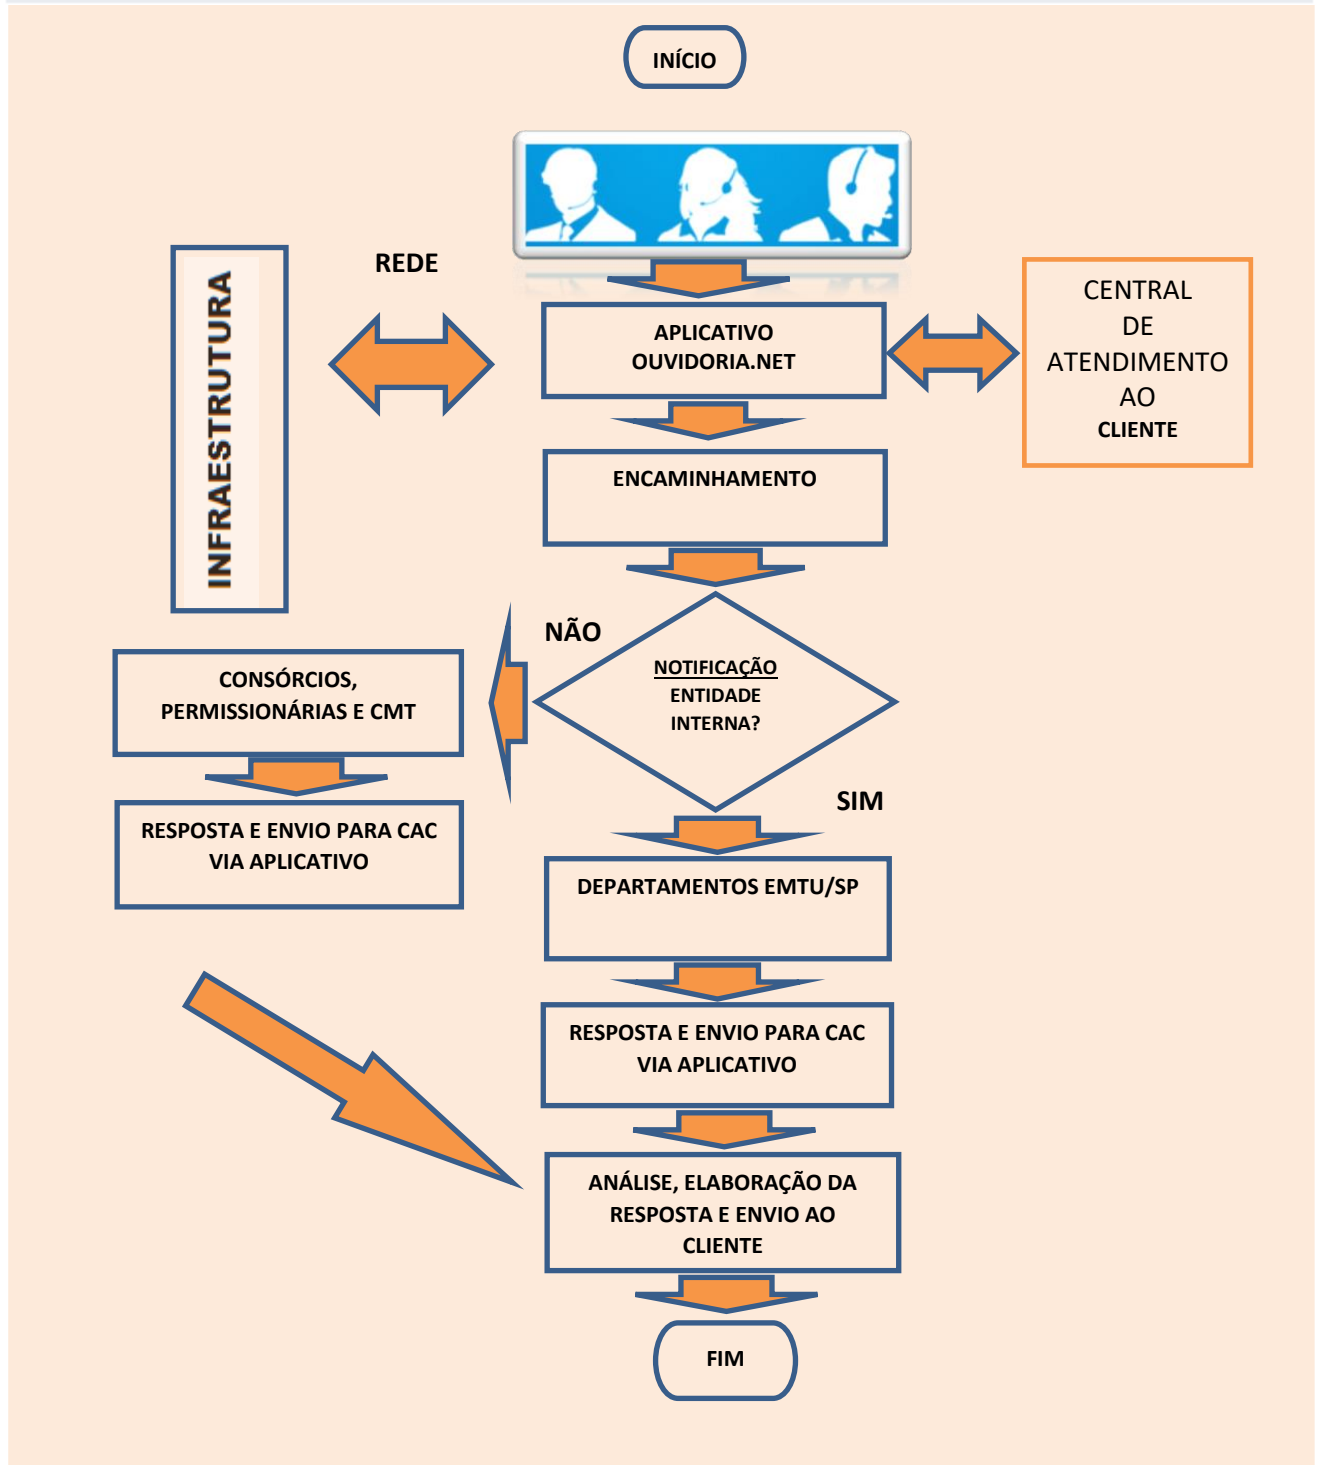 INÍCIO
REDE
INFRAESTRUTURA
APLICATIVO
OUVIDORIA.NET
CENTRAL
DE
ATENDIMENTO
AO
CLIENTE
ENCAMINHAMENTO
NÃO
NOTIFICAÇÃO
ENTIDADE
INTERNA?
CONSÓRCIOS,
PERMISSIONÁRIAS E CMT
SIM
RESPOSTA E ENVIO PARA CAC
VIA APLICATIVO
DEPARTAMENTOS EMTU/SP
RESPOSTA E ENVIO PARA CAC
VIA APLICATIVO
ANÁLISE, ELABORAÇÃO DA
RESPOSTA E ENVIO AO
CLIENTE
FIM